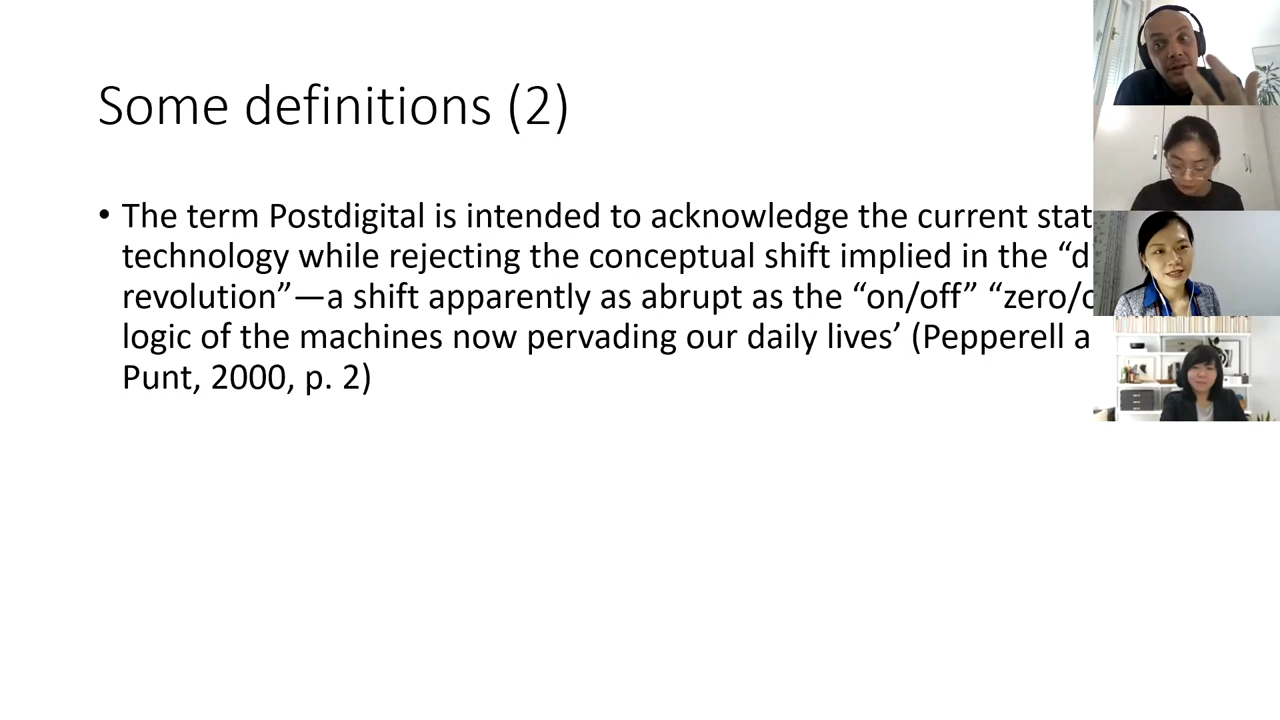 Some definitions (2)
• The term Postdigital is intended to acknowledge the current
technology while rejecting the conceptual shift implied in the
revolution”—a shift apparently as abrupt as the “on/off”
logic of the machines now pervading our daily lives’ (Pepperell
Punt, 2000, p. 2)